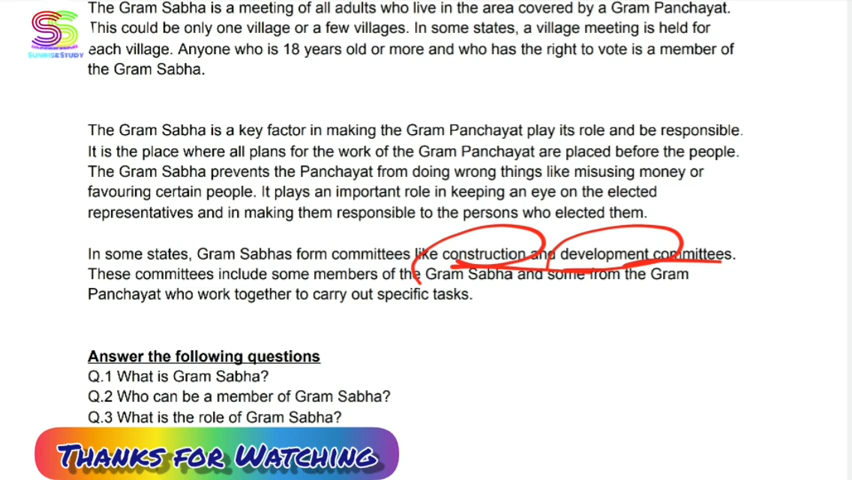 The Gram Sabha is a meeting of all adults who live in the area covered by a Gram Panchayat.
This could be only one village or a few villages. In some states, a village meeting is held for
each village. Anyone who is 18 years old or more and who has the right to vote is a member of
the Gram Sabha.
SUNRISE STUDY
The Gram Sabha is a key factor in making the Gram Panchayat play its role and be responsible.
It is the place where all plans for the work of the Gram Panchayat are placed before the people.
The Gram Sabha prevents the Panchayat from doing wrong things like misusing money or
favouring certain people. It plays an important role in keeping an eye on the elected
representatives and in making them responsible to the persons who elected them.
In some states, Gram Sabhas form committees like construction and development committees.
These committees include some members of the Gram Sabha and some from the Gram
Panchayat who work together to carry out specific tasks.
Answer the following questions
Q.1 What is Gram Sabha?
Q.2 Who can be a member of Gram Sabha?
Q.3 What is the role of Gram Sabha?
THANKS FOR WATCHING